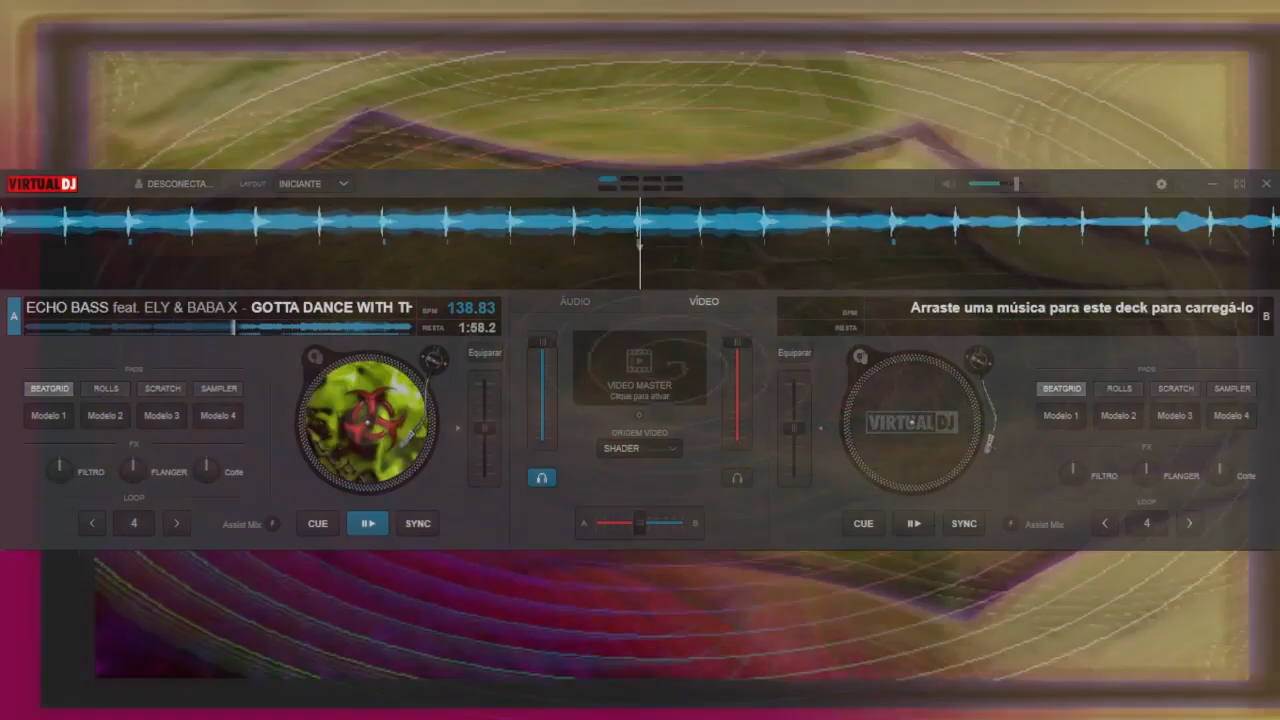 VIRTUAL DJ
DESCONECTA...
LAYOUT
INICIANTE
A
ECHO BASS feat. ELY & BABA X - GOTTA DANCE WITH TH
BPM 138.83
RESTA 1:58.2
ÁUDIO
VÍDEO
BPM
RESTA
Arraste uma música para este deck para carregá-lo
B
PADS
BEATGRID ROLLS SCRATCH SAMPLER
Modelo 1 Modelo 2 Modelo 3 Modelo 4
FX
FILTRO FLANGER Corte
LOOP
4
Assist Mix
CUE
SYNC
Equiparar
VIDEO MASTER
Clique para ativar
ORIGEM VÍDEO
SHADER
A
B
Equiparar
VIRTUAL DJ
CUE
SYNC
PADS
BEATGRID ROLLS SCRATCH SAMPLER
Modelo 1 Modelo 2 Modelo 3 Modelo 4
FX
FILTRO FLANGER Corte
LOOP
Assist Mix
4